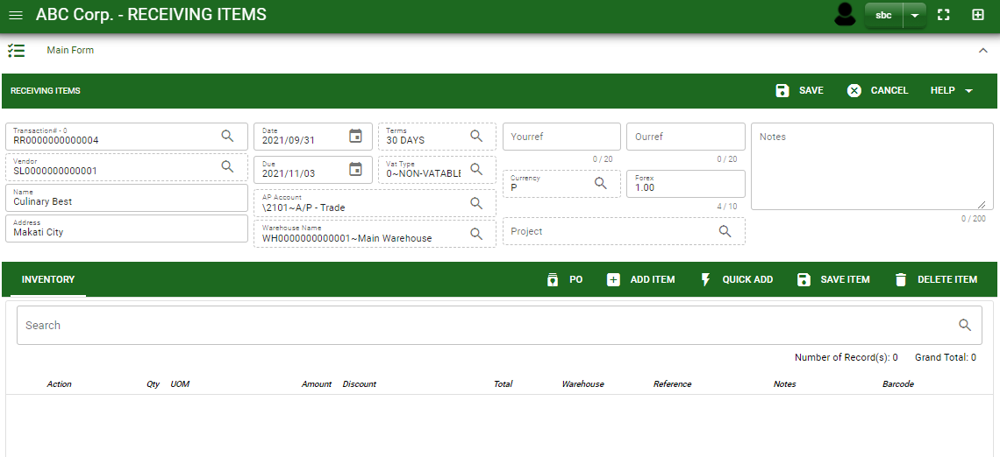 ABC Corp. - RECEIVING ITEMS
sbc
Main Form
RECEIVING ITEMS
SAVE
CANCEL
HELP
Transaction# - 0
RR0000000000004
Date
2021/09/31
Terms
30 DAYS
Yourref
0 / 20
Ourref
0 / 20
Notes
0 / 200
Vendor
SL0000000000001
Due
2021/11/03
Vat Type
0~NON-VATABLE
Currency
P
Forex
1.00
4 / 10
Name
Culinary Best
AP Account
\2101~A/P - Trade
Address
Makati City
Warehouse Name
WH0000000000001~Main Warehouse
Project
INVENTORY
PO
ADD ITEM
QUICK ADD
SAVE ITEM
DELETE ITEM
Search
Number of Record(s): 0 Grand Total: 0
Action Qty UOM Amount Discount Total Warehouse Reference Notes Barcode